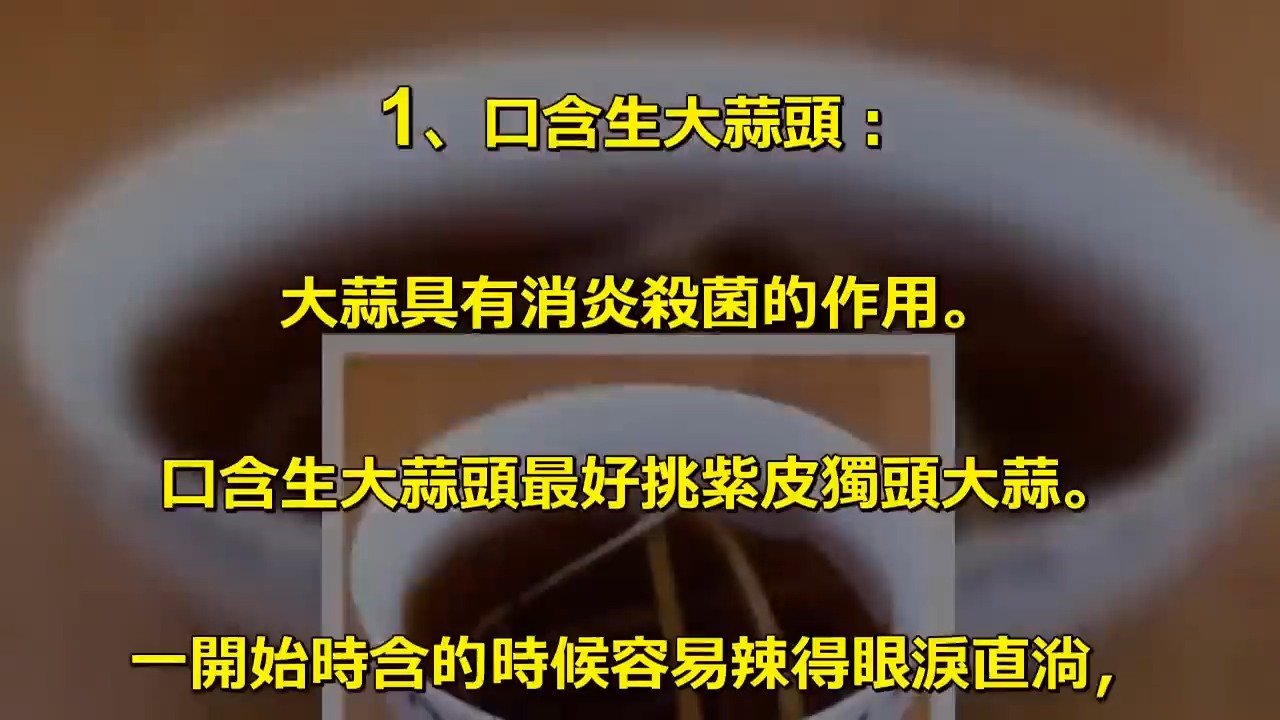 1、口含生大蒜頭：
大蒜具有消炎殺菌的作用。
口含生大蒜頭最好挑紫皮獨頭大蒜。
一開始時含的時候容易辣得眼淚直淌,